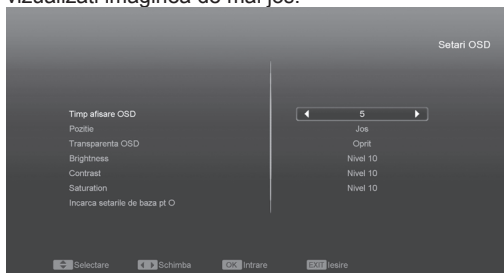 vizualizati imaginea de mai jos.
Setari OSD
Timp afisare OSD 5
Pozitie Jos
Transparenta OSD Oprit
Brightness Nivel 10
Contrast Nivel 10
Saturation Nivel 10
Incarca setarile de baza pt O
Selectare Schimba OK Intrare EXIT Iesire